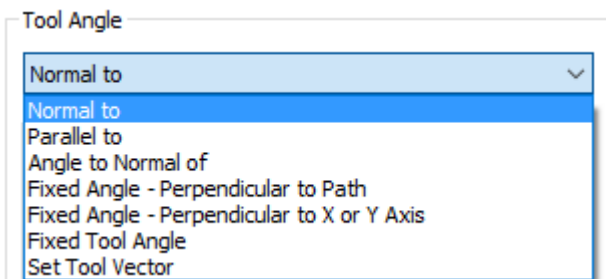 Tool Angle
Normal to
Normal to
Parallel to
Angle to Normal of
Fixed Angle - Perpendicular to Path
Fixed Angle - Perpendicular to X or Y Axis
Fixed Tool Angle
Set Tool Vector